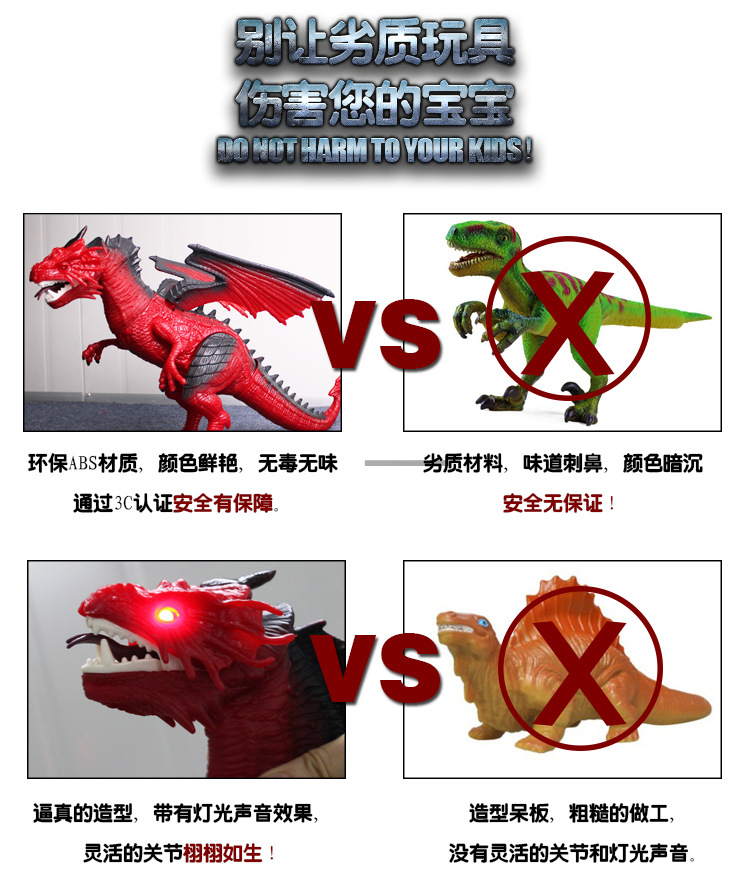 别让劣质玩具
伤害您的宝宝
DO NOT HARM TO YOUR KIDS!
VS
X
环保ABS材质，颜色鲜艳，无毒无味
通过3C认证安全有保障。
劣质材料，味道刺鼻，颜色暗沉
安全无保证！
VS
X
逼真的造型，带有灯光声音效果，
灵活的关节栩栩如生！
造型呆板，粗糙的做工，
没有灵活的关节和灯光声音。